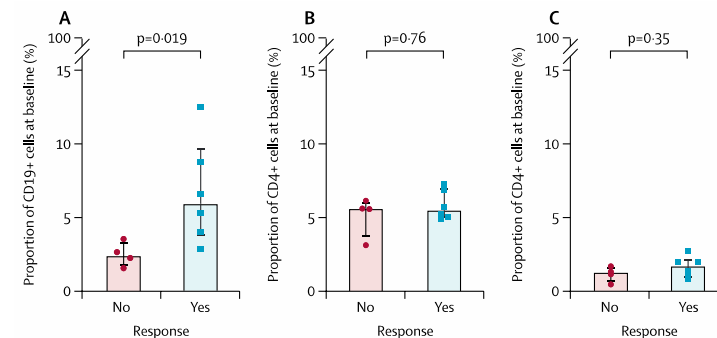 A
Proportion of CD19+ cells at baseline (%)
100
15
10
5
0
p=0·019
No
Yes
Response
B
Proportion of CD4+ cells at baseline (%)
100
15
10
5
0
p=0·76
No
Yes
Response
C
Proportion of CD4+ cells at baseline (%)
100
15
10
5
0
p=0·35
No
Yes
Response